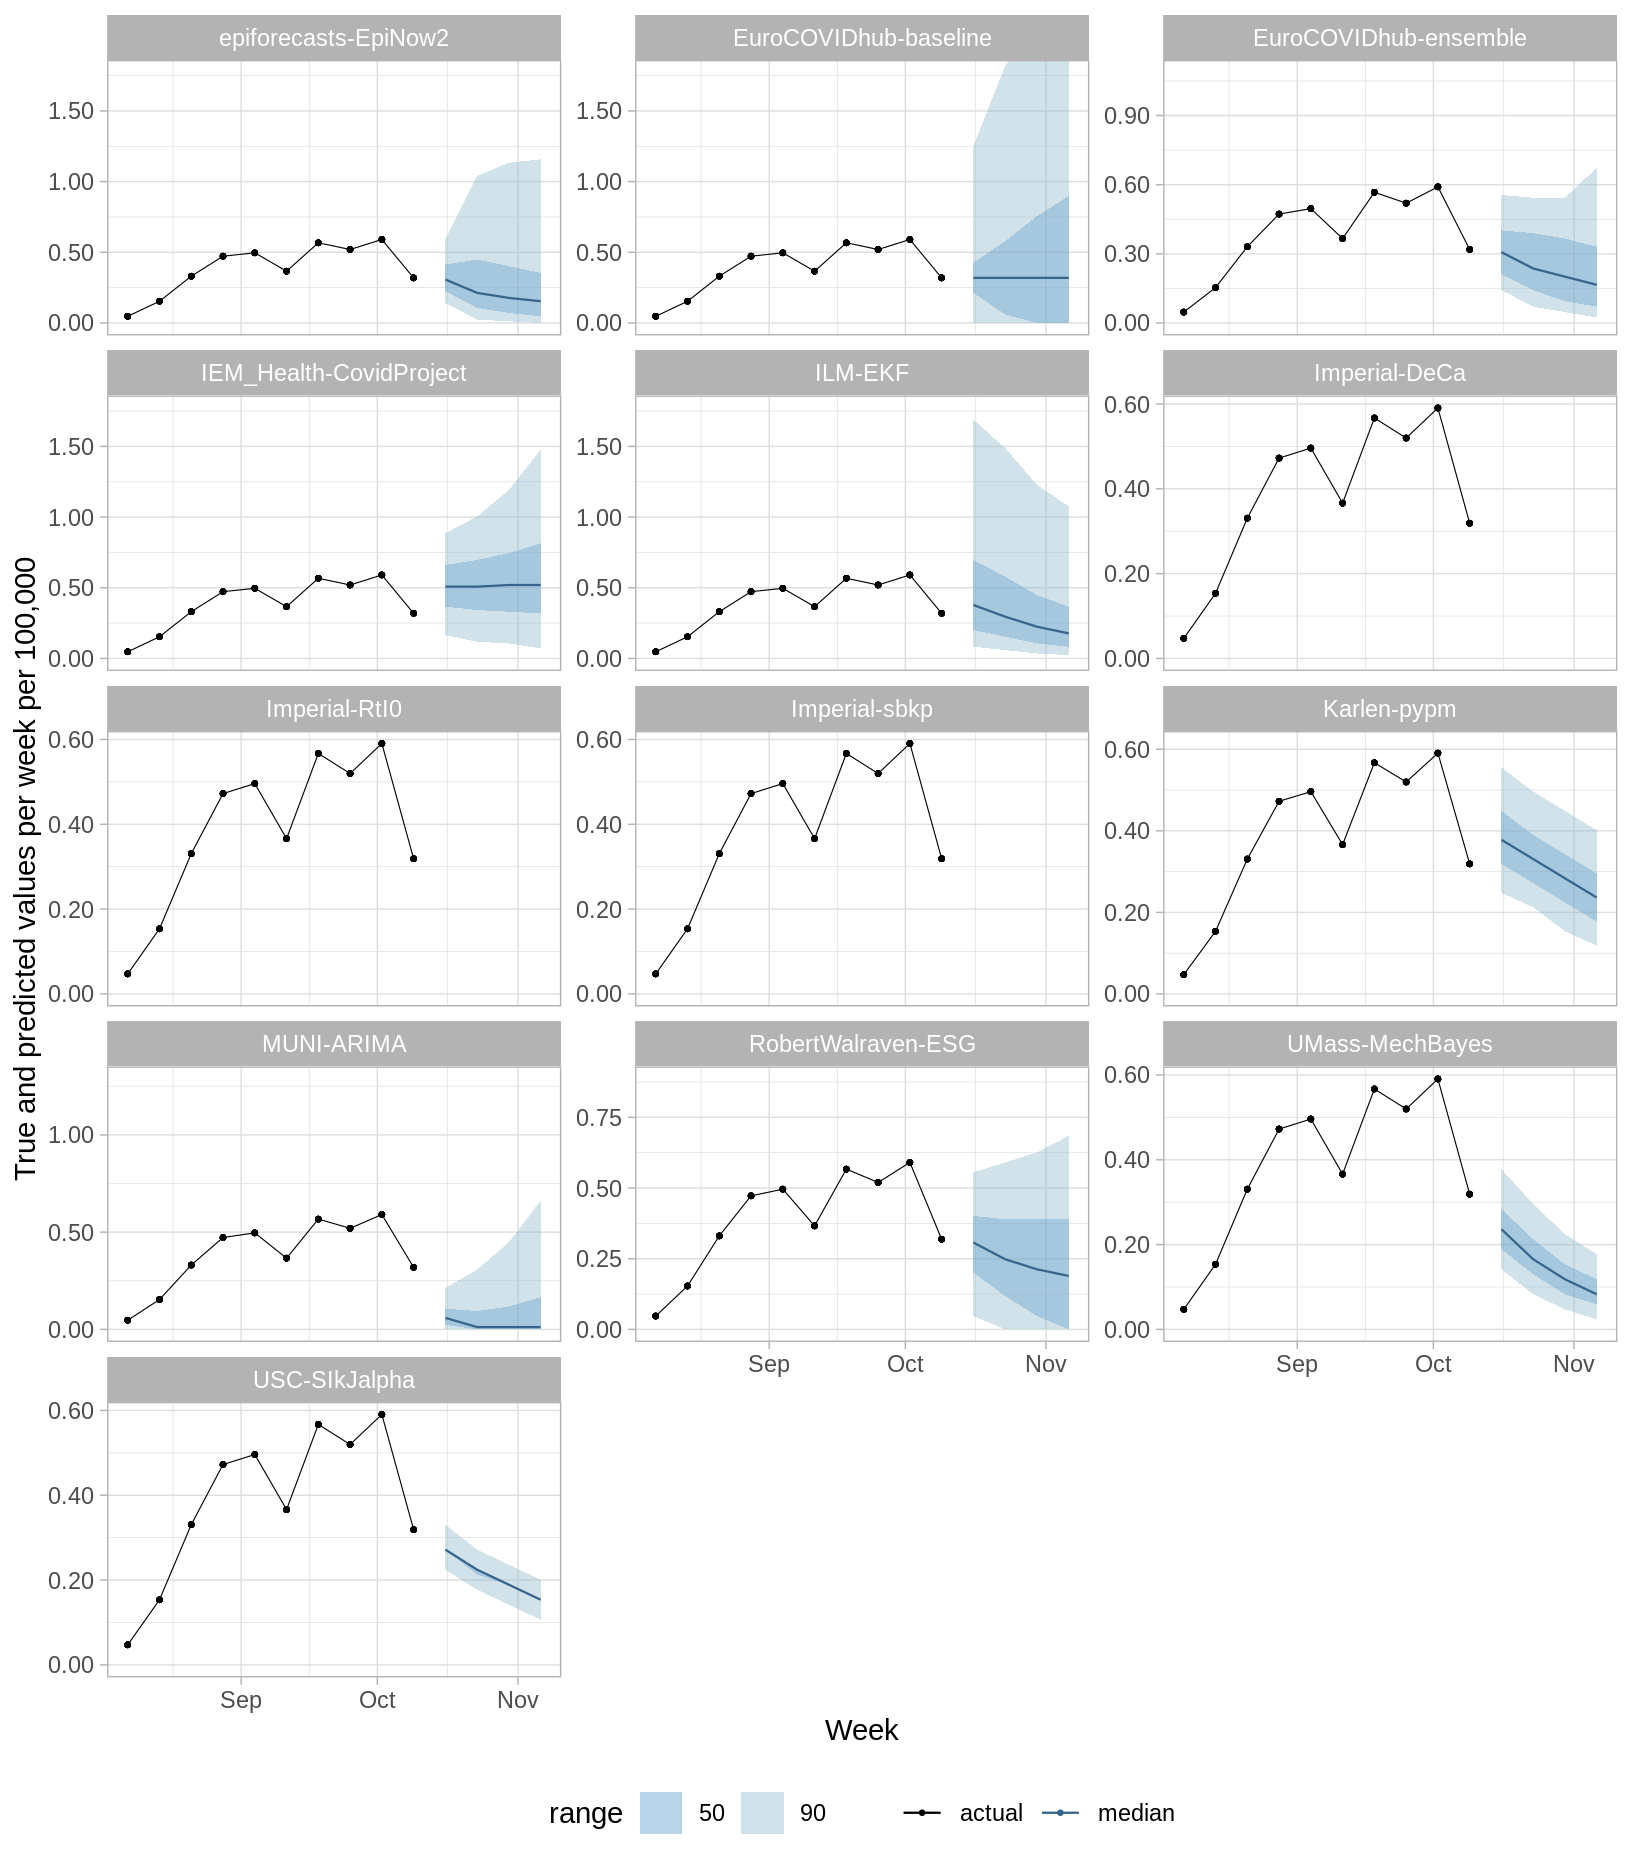 epiforecasts-EpiNow2
EuroCOVIDhub-baseline
EuroCOVIDhub-ensemble
1.50
1.00
0.50
0.00
1.50
1.00
0.50
0.00
0.90
0.60
0.30
0.00
IEM_Health-CovidProject
ILM-EKF
Imperial-DeCa
1.50
1.00
0.50
0.00
1.50
1.00
0.50
0.00
0.60
0.40
0.20
0.00
Imperial-RtI0
Imperial-sbkp
Karlen-pypm
0.60
0.40
0.20
0.00
0.60
0.40
0.20
0.00
0.60
0.40
0.20
0.00
MUNI-ARIMA
RobertWalraven-ESG
UMass-MechBayes
1.00
0.50
0.00
0.75
0.50
0.25
0.00
0.60
0.40
0.20
0.00
Sep Oct Nov
Sep Oct Nov
USC-SIkJalpha
0.60
0.40
0.20
0.00
Sep Oct Nov
True and predicted values per week per 100,000
Week
range 50 90 actual median